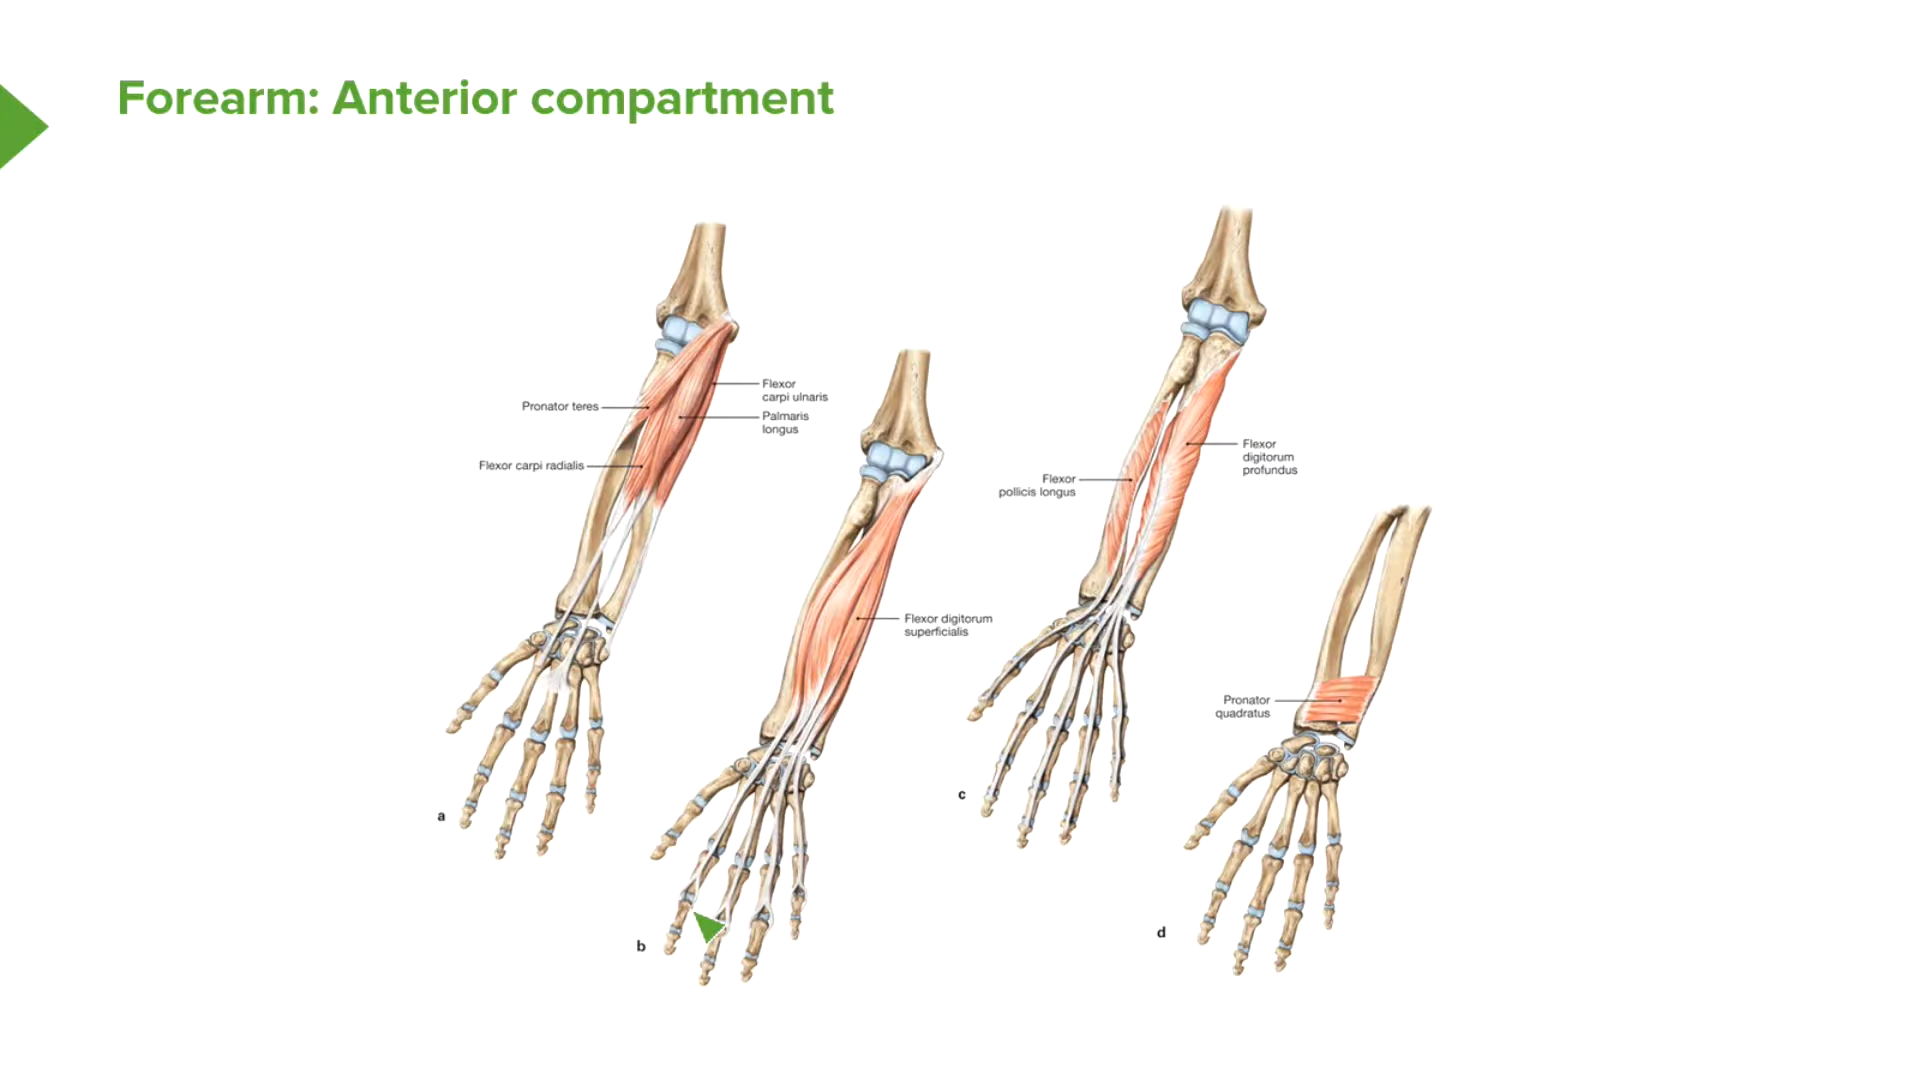 Forearm: Anterior compartment
Pronator teres
Flexor carpi radialis
Flexor
carpi ulnaris
Palmaris
longus
a
Flexor digitorum
superficialis
b
Flexor
pollicis longus
Flexor
digitorum
profundus
c
Pronator
quadratus
d